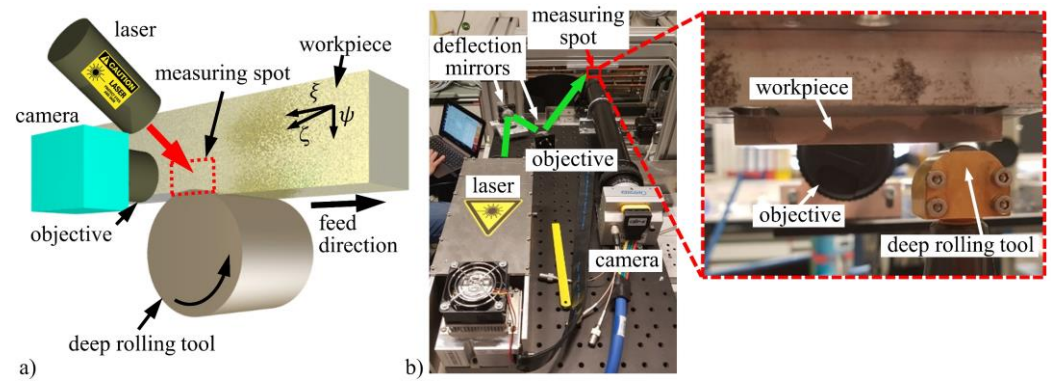 a)
laser
CAUTION
LASER
workpiece
measuring spot
camera
ξ
ζ
ψ
objective
feed
direction
deep rolling tool
b)
measuring
spot
deflection
mirrors
objective
laser
camera
workpiece
objective
deep rolling tool